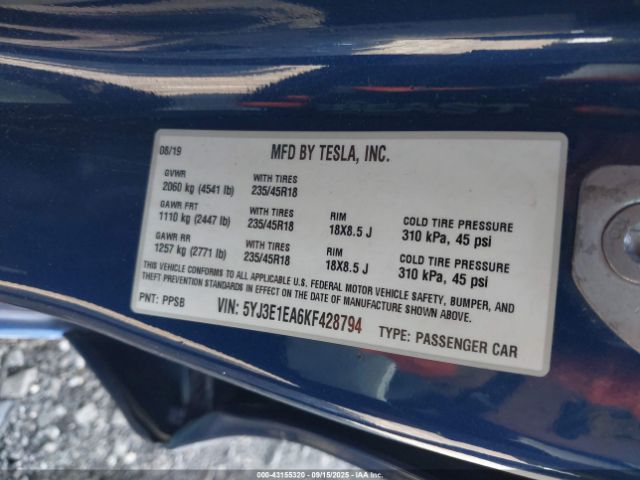 08/19
MFD BY TESLA, INC.
GVWR
2060 kg (4541 lb)
WITH TIRES
235/45R18
GAWR FRT
1110 kg (2447 lb)
WITH TIRES
235/45R18
RIM
18X8.5 J
COLD TIRE PRESSURE
310 kPa, 45 psi
GAWR RR
1257 kg (2771 lb)
WITH TIRES
235/45R18
RIM
18X8.5 J
COLD TIRE PRESSURE
310 kPa, 45 psi
THIS VEHICLE CONFORMS TO ALL APPLICABLE U.S. FEDERAL MOTOR VEHICLE SAFETY, BUMPER, AND
THEFT PREVENTION STANDARDS IN EFFECT ON THE DATE OF MANUFACTURE SHOWN ABOVE.
PNT: PPSB
VIN: 5YJ3E1EA6KF428794
TYPE: PASSENGER CAR
000-43155320 - 09/15/2025 - IAAI.COM